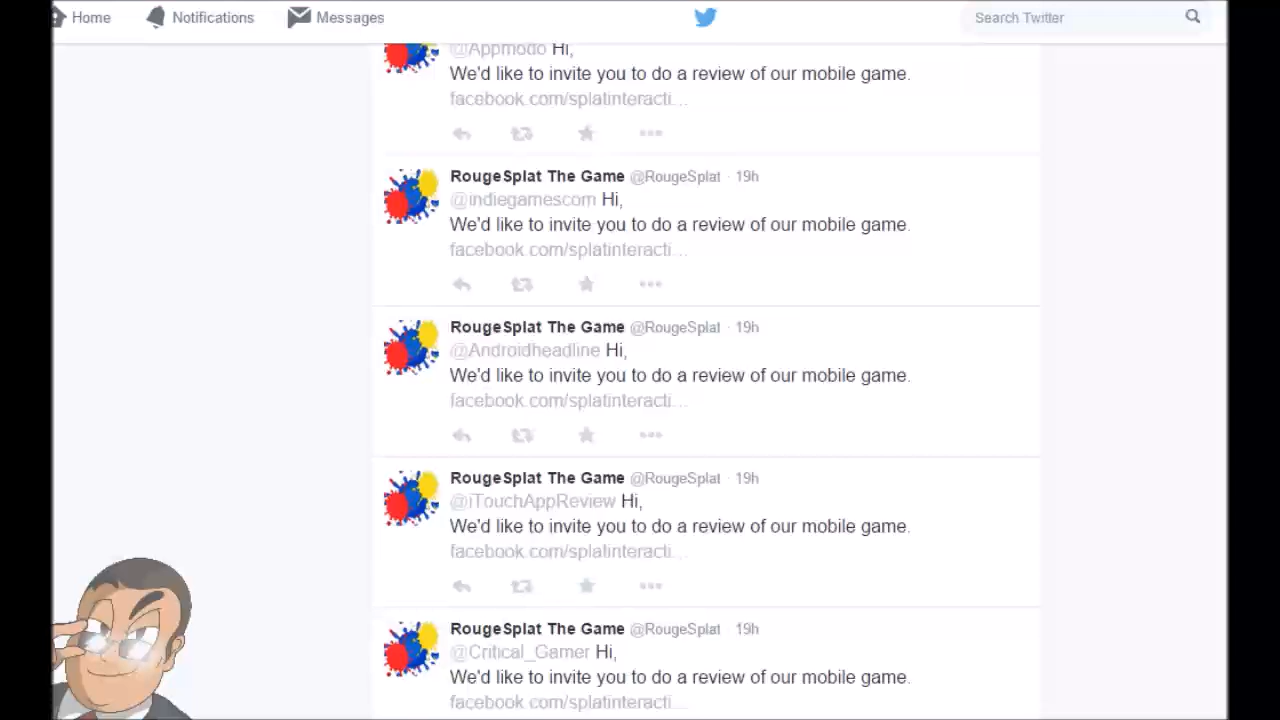 Home Notifications Messages Search Twitter
@Appmodo Hi,
We'd like to invite you to do a review of our mobile game.
facebook.com/splatinteracti...
RougeSplat The Game @RougeSplat · 19h
@indiegamescom Hi,
We'd like to invite you to do a review of our mobile game.
facebook.com/splatinteracti...
RougeSplat The Game @RougeSplat · 19h
@Androidheadline Hi,
We'd like to invite you to do a review of our mobile game.
facebook.com/splatinteracti...
RougeSplat The Game @RougeSplat · 19h
@iTouchAppReview Hi,
We'd like to invite you to do a review of our mobile game.
facebook.com/splatinteracti...
RougeSplat The Game @RougeSplat · 19h
@Critical_Gamer Hi,
We'd like to invite you to do a review of our mobile game.
facebook.com/splatinteracti...